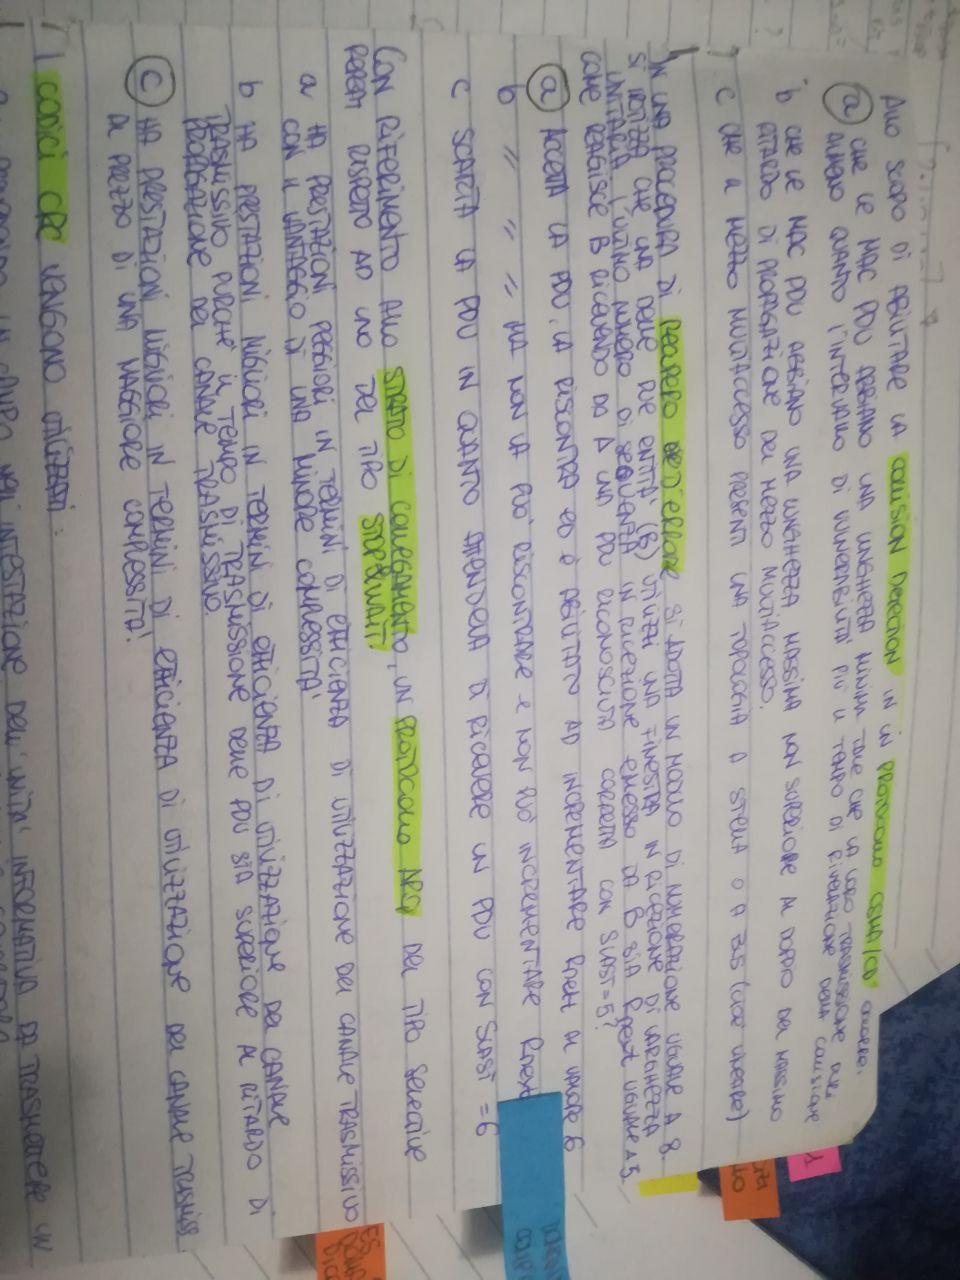 ALLO SCOPO DI ABILITARE LA COLLISION DETECTION IN UN PROTOCOLLO CSMA/CD OCCORRE:
a CHE LE MAC PDU ABBIANO UNA LUNGHEZZA MINIMA TALE CHE LA LORO TRASMISSIONE DURI
ALMENO QUANTO L'INTERVALLO DI VULNERABILITA' PIU' IL TEMPO DI RIVELAZIONE DELLA COLLISIONE
b CHE LE MAC PDU ABBIANO UNA LUNGHEZZA MASSIMA NON SUPERIORE AL DOPPIO DEL MASSIMO
RITARDO DI PROPAGAZIONE DEL MEZZO MULTIACCESSO.
c CHE IL MEZZO MULTIACCESSO PRESENTI UNA TOPOLOGIA A STELLA O A BUS (CIOE' LINEARE)
IN UNA PROCEDURA DI RECUPERO D'ERRORE SI ADOTTA UN MODULO DI NUMERAZIONE UGUALE A 8.
SI IPOTIZZA CHE UNA DELLE DUE ENTITA' (B) UTILIZZI UNA FINESTRA IN RICEZIONE DI LARGHEZZA
UNITARIA. L'ULTIMO NUMERO DI SEQUENZA IN RICEZIONE EMESSO DA B SIA Rnext UGUALE A 5.
COME REAGISCE B RICEVENDO DA A UNA PDU RICONOSCIUTA CORRETTA CON SLAST=5?
a ACCETTA LA PDU, LA RISCONTRA ED E' ABILITATO AD INCREMENTARE Rnext AL VALORE 6
b " " " MA NON LA PUO' RISCONTRARE E NON PUO' INCREMENTARE Rnext
c SCARTA LA PDU IN QUANTO ATTENDEVA DI RICEVERE UN PDU CON SLAST = 6
CON RIFERIMENTO ALLO STRATO DI COLLEGAMENTO, UN PROTOCOLLO ARQ DEL TIPO Selective
REPEAT RISPETTO AD UNO DEL TIPO STOP&WAIT:
a HA PRESTAZIONI PEGGIORI IN TERMINI DI EFFICIENZA DI UTILIZZAZIONE DEL CANALE TRASMISSIVO
CON IL VANTAGGIO DI UNA MINORE COMPLESSITA'
b HA PRESTAZIONI MIGLIORI IN TERMINI DI EFFICIENZA DI UTILIZZAZIONE DEL CANALE
TRASMISSIVO PURCHE' IL TEMPO DI TRASMISSIONE DELLE PDU SIA SUPERIORE AL RITARDO DI
PROPAGAZIONE DEL CANALE TRASMISSIVO.
c HA PRESTAZIONI MIGLIORI IN TERMINI DI EFFICIENZA DI UTILIZZAZIONE DEL CANALE TRASMISS
AL PREZZO DI UNA MAGGIORE COMPLESSITA'.
I CODICI CRC VENGONO UTILIZZATI:
NELL'INTESTAZIONE DELL'UNITA' INFORMATIVA DA TRASMETTERE UN
1
ES